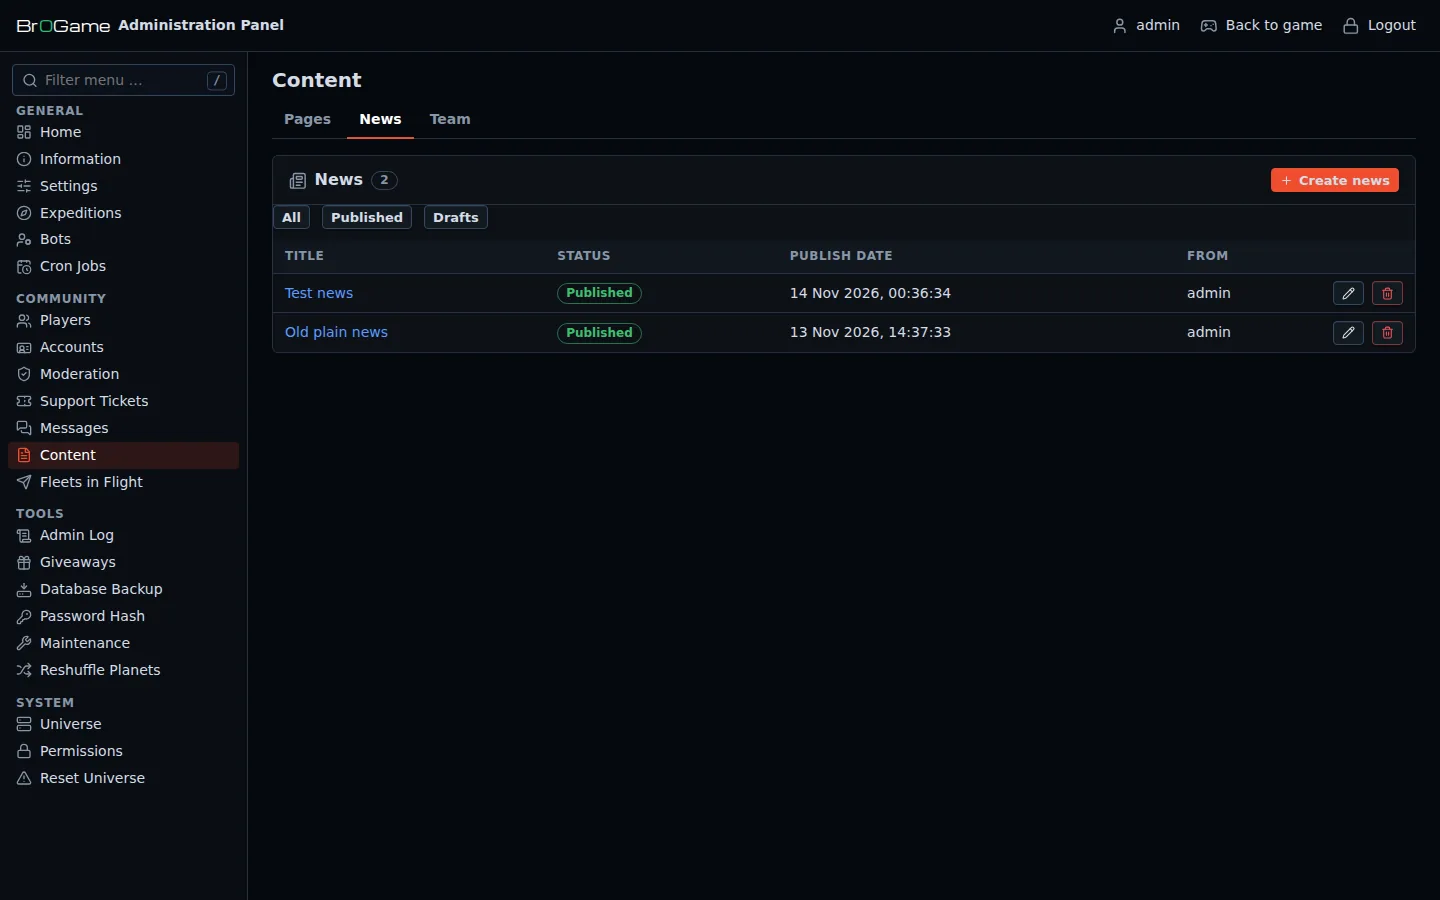 BrOGame Administration Panel
admin
Back to game
Logout
Filter menu ...
/
GENERAL
Home
Information
Settings
Expeditions
Bots
Cron Jobs
COMMUNITY
Players
Accounts
Moderation
Support Tickets
Messages
Content
Fleets in Flight
TOOLS
Admin Log
Giveaways
Database Backup
Password Hash
Maintenance
Reshuffle Planets
SYSTEM
Universe
Permissions
Reset Universe
Content
Pages News Team
News 2
+ Create news
All Published Drafts
TITLE STATUS PUBLISH DATE FROM
Test news Published 14 Nov 2026, 00:36:34 admin
Old plain news Published 13 Nov 2026, 14:37:33 admin